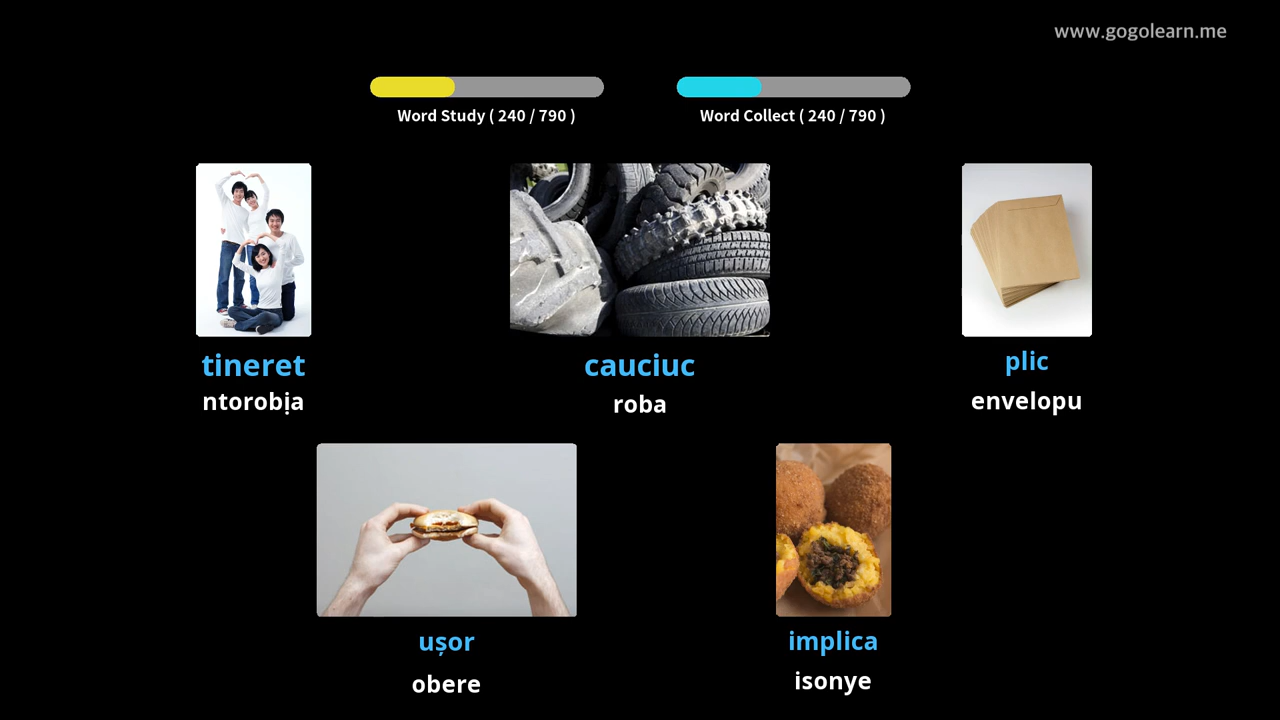 www.gogolearn.me
Word Study ( 240 / 790 )
Word Collect ( 240 / 790 )
tineret
ntorobịa
cauciuc
roba
plic
envelopu
ușor
obere
implica
isonye